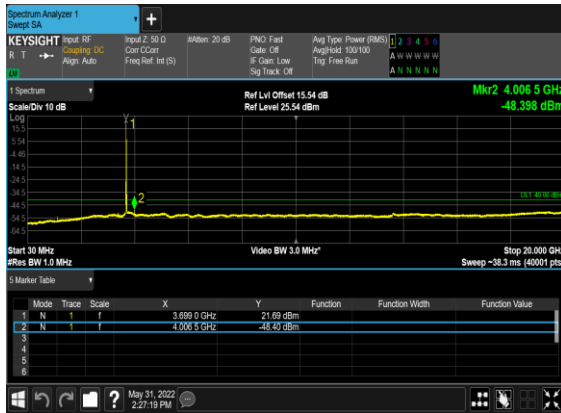 Spectrum Analyzer 1
Swept SA
+
KEYSIGHT Input: RF Input Z: 50 Ω #Atten: 20 dB PNO: Fast Avg Type: Power (RMS) 1 2 3 4 5 6
R T Coupling: DC Corr CCorr Gate: Off Avg|Hold: 100/100 A W W W W W
Align: Auto Freq Ref: Int (S) IF Gain: Low Trig: Free Run
Sig Track: Off A N N N N N
1 Spectrum Ref Lvl Offset 15.54 dB Mkr2 4.006 5 GHz
Scale/Div 10 dB Ref Level 25.54 dBm -48.398 dBm
Log
15.5
5.54
-4.46
-14.5
-24.5
-34.5
-44.5
-54.5
-64.5
1
2
Start 30 MHz Video BW 3.0 MHz* Stop 20.000 GHz
#Res BW 1.0 MHz Sweep ~38.3 ms (40001 pts)
5 Marker Table
Mode Trace Scale X Y Function Function Width Function Value
1 N 1 f 3.699 0 GHz 21.69 dBm
2 N 1 f 4.006 5 GHz -48.40 dBm
3
4
5
6
? May 31, 2022
2:27:19 PM